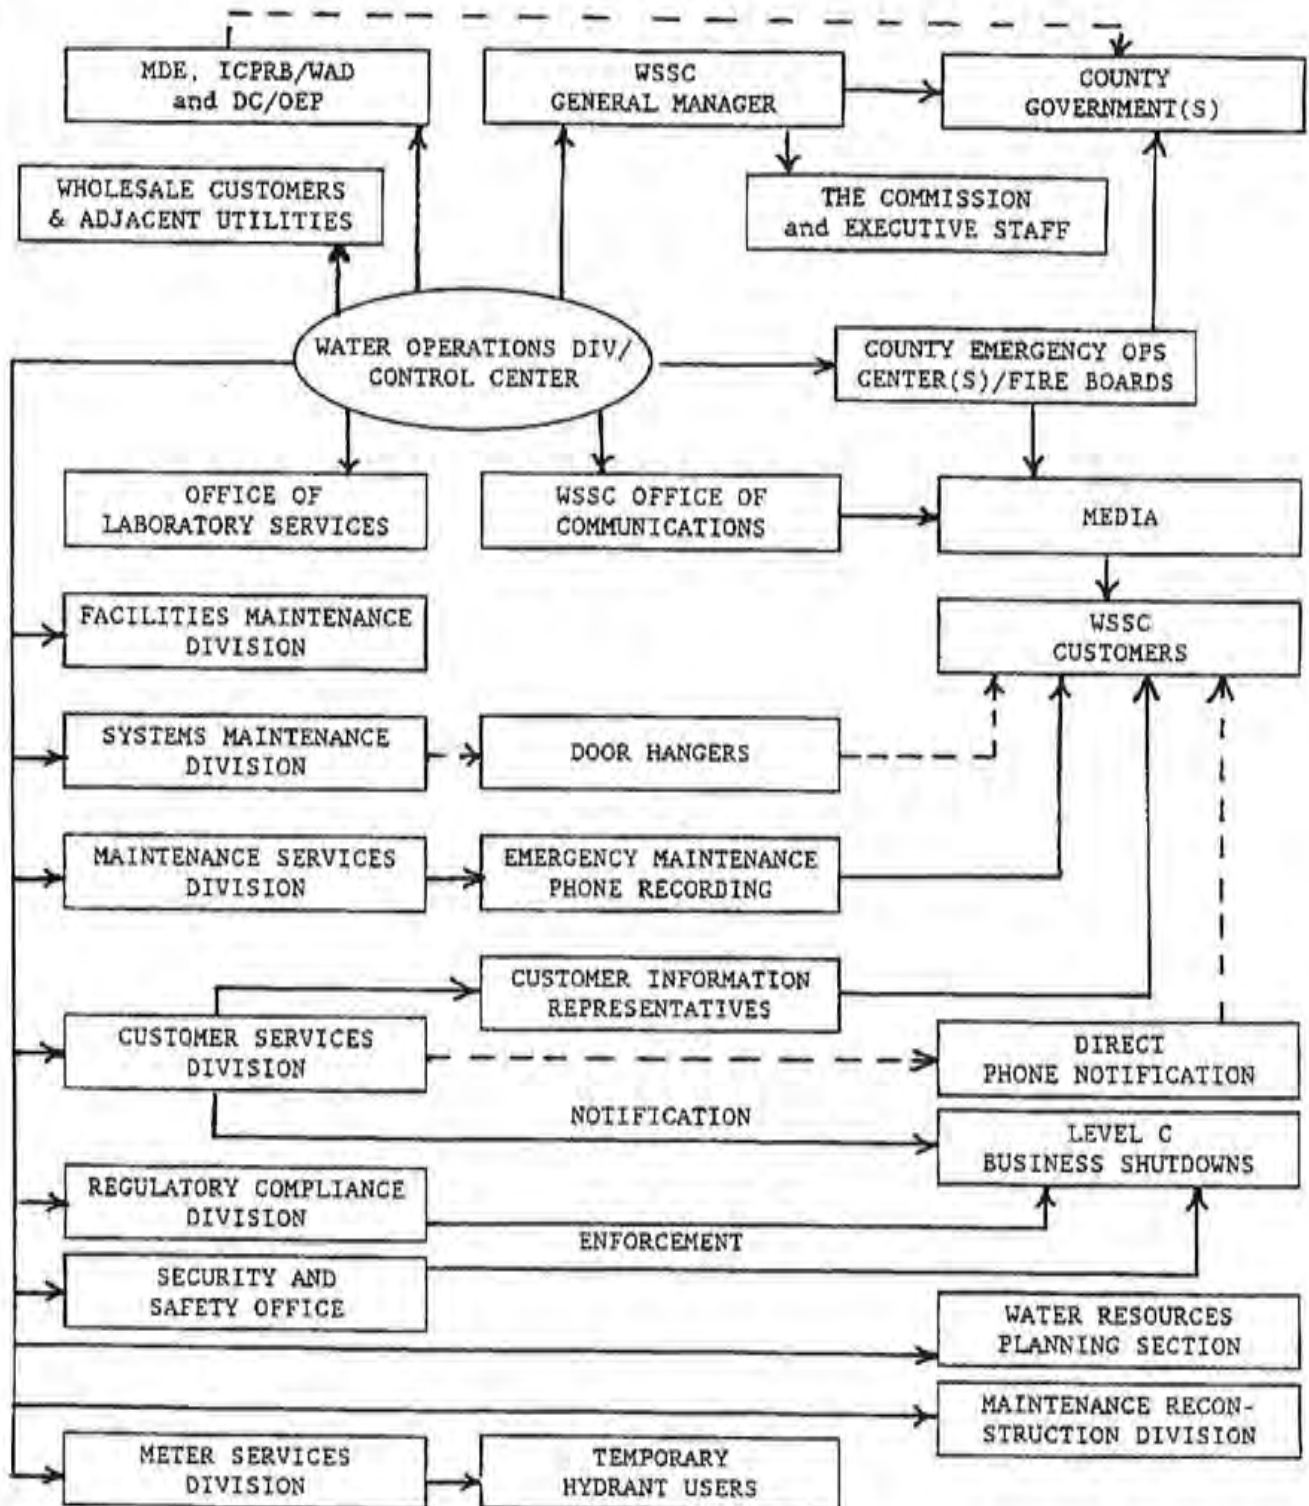 MDE, ICPRB/WAD
and DC/OEP
WSSC
GENERAL MANAGER
COUNTY
GOVERNMENT(S)
WHOLESALE CUSTOMERS
& ADJACENT UTILITIES
THE COMMISSION
and EXECUTIVE STAFF
WATER OPERATIONS DIV/
CONTROL CENTER
COUNTY EMERGENCY OPS
CENTER(S)/FIRE BOARDS
OFFICE OF
LABORATORY SERVICES
WSSC OFFICE OF
COMMUNICATIONS
MEDIA
FACILITIES MAINTENANCE
DIVISION
WSSC
CUSTOMERS
SYSTEMS MAINTENANCE
DIVISION
DOOR HANGERS
MAINTENANCE SERVICES
DIVISION
EMERGENCY MAINTENANCE
PHONE RECORDING
CUSTOMER INFORMATION
REPRESENTATIVES
CUSTOMER SERVICES
DIVISION
DIRECT
PHONE NOTIFICATION
NOTIFICATION
LEVEL C
BUSINESS SHUTDOWNS
REGULATORY COMPLIANCE
DIVISION
ENFORCEMENT
SECURITY AND
SAFETY OFFICE
WATER RESOURCES
PLANNING SECTION
MAINTENANCE RECON-
STRUCTION DIVISION
METER SERVICES
DIVISION
TEMPORARY
HYDRANT USERS